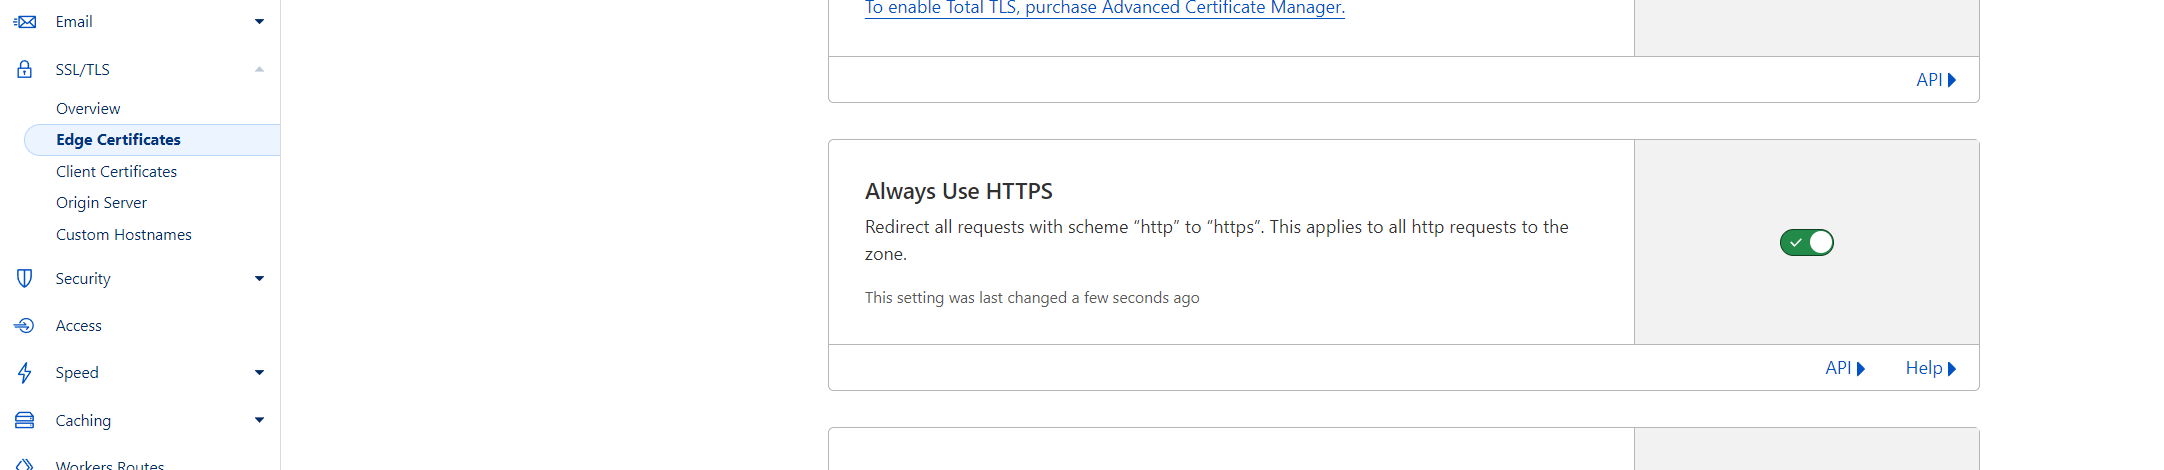 Email
SSL/TLS
Overview
Edge Certificates
Client Certificates
Origin Server
Custom Hostnames
Security
Access
Speed
Caching
Workers Routes
To enable Total TLS, purchase Advanced Certificate Manager.
API
Always Use HTTPS
Redirect all requests with scheme “http” to “https”. This applies to all http requests to the
zone.
This setting was last changed a few seconds ago
API Help